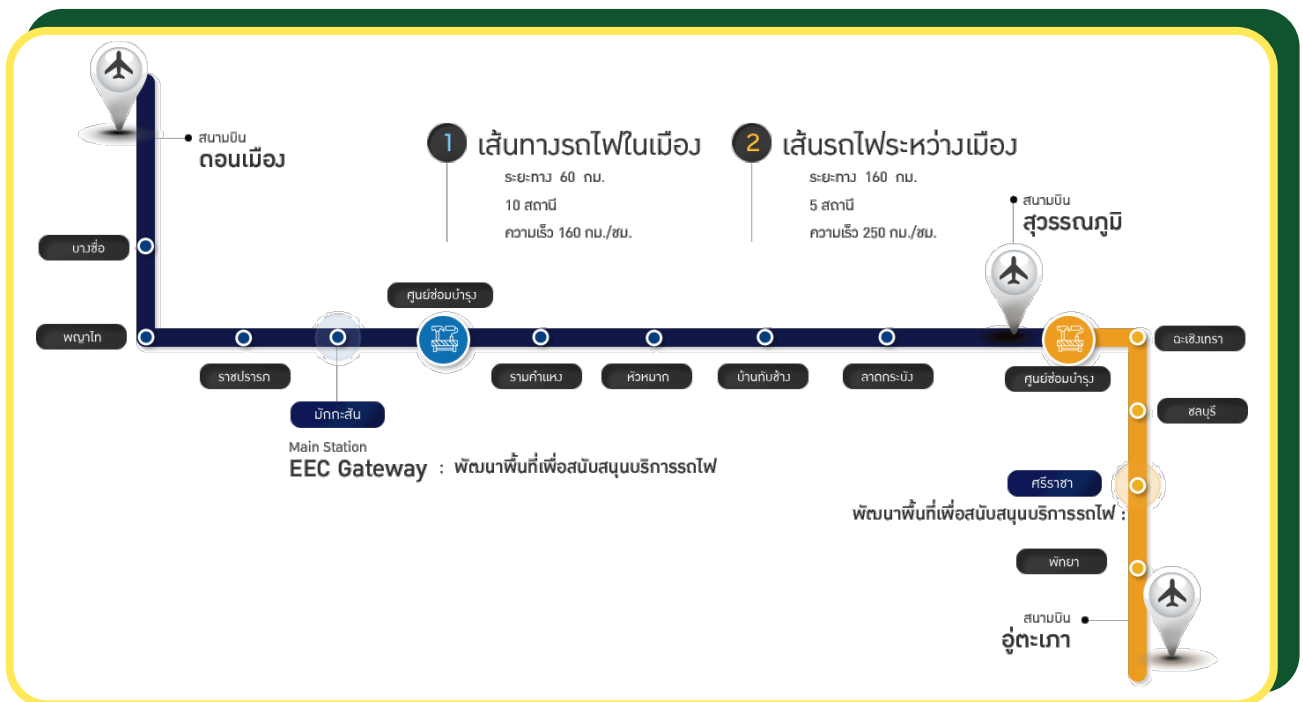 สนามบิน
ดอนเมือง
1 เส้นทางรถไฟในเมือง
ระยะทาง 60 กม.
10 สถานี
ความเร็ว 160 กม./ชม.
2 เส้นรถไฟระหว่างเมือง
ระยะทาง 160 กม.
5 สถานี
ความเร็ว 250 กม./ชม.
สนามบิน
สุวรรณภูมิ
บางซื่อ
ศูนย์ซ่อมบำรุง
พญาไท
ฉะเชิงเทรา
ราชปรารภ
รามคำแหง
หัวหมาก
บ้านทับช้าง
ลาดกระบัง
ศูนย์ซ่อมบำรุง
มักกะสัน
ชลบุรี
Main Station
EEC Gateway : พัฒนาพื้นที่เพื่อสนับสนุนบริการรถไฟ
ศรีราชา
พัฒนาพื้นที่เพื่อสนับสนุนบริการรถไฟ :
พัทยา
สนามบิน
อู่ตะเภา